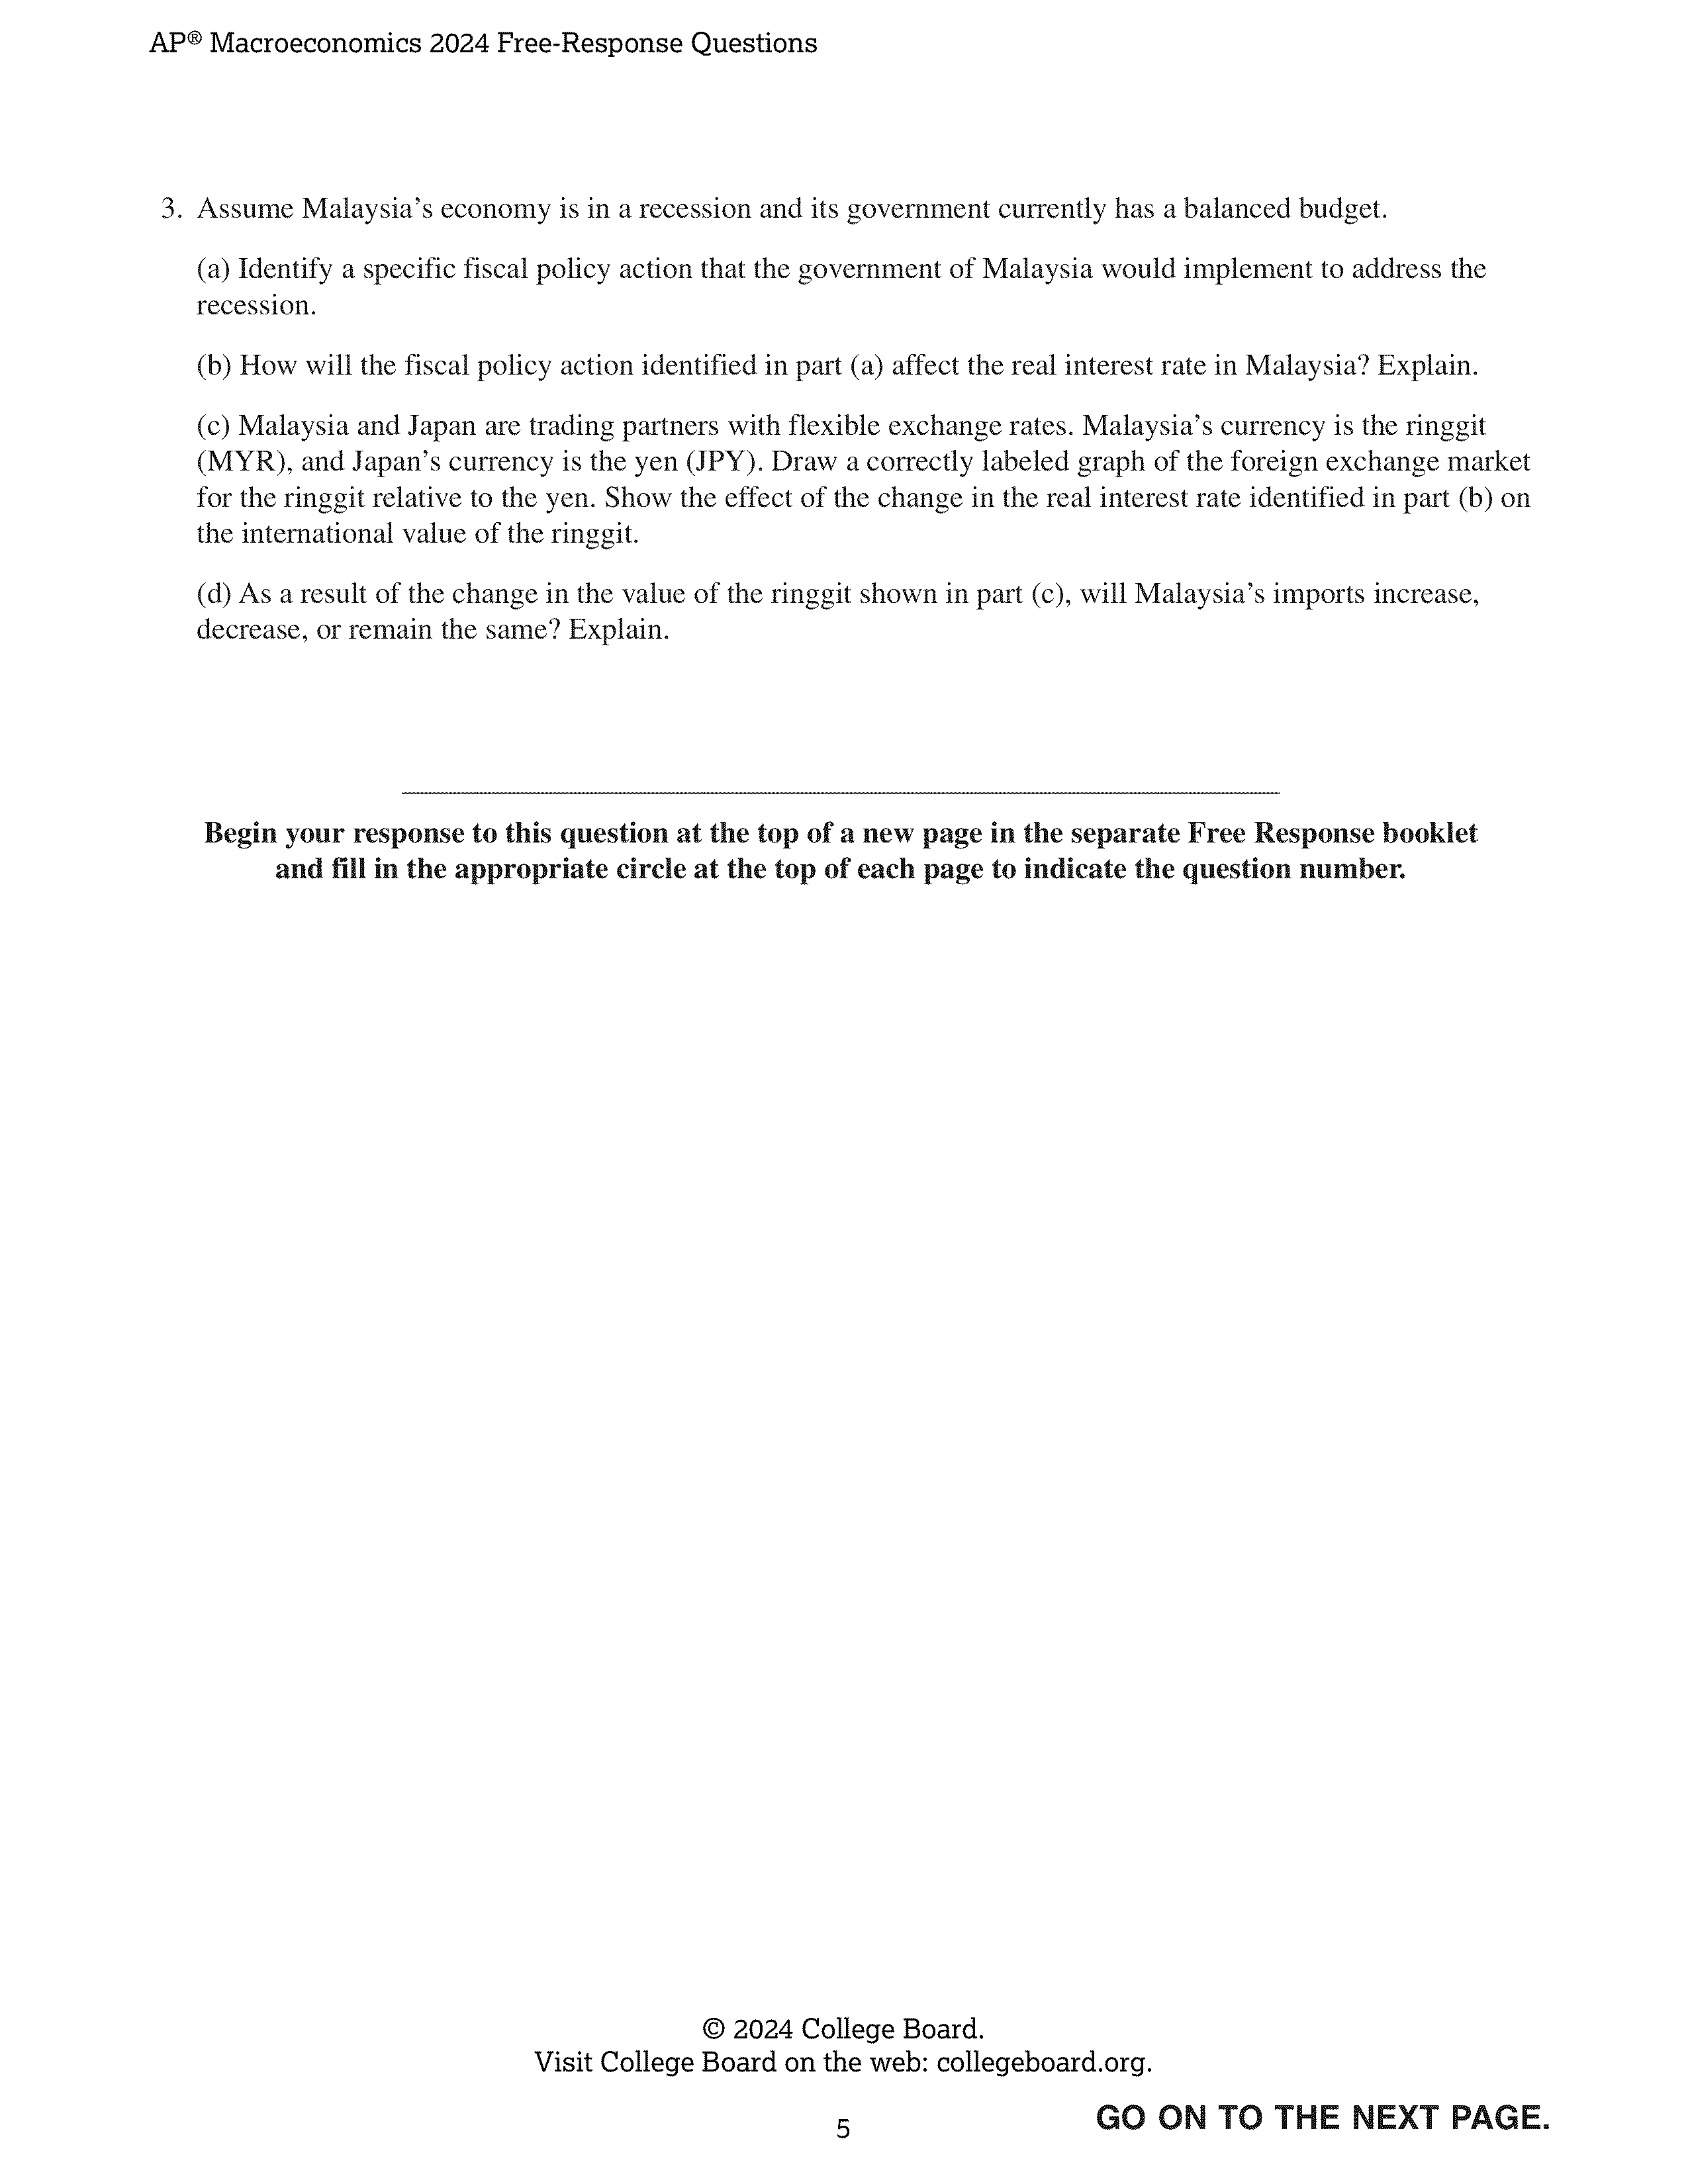 AP® Macroeconomics 2024 Free-Response Questions
3. Assume Malaysia’s economy is in a recession and its government currently has a balanced budget.
(a) Identify a specific fiscal policy action that the government of Malaysia would implement to address the
recession.
(b) How will the fiscal policy action identified in part (a) affect the real interest rate in Malaysia? Explain.
(c) Malaysia and Japan are trading partners with flexible exchange rates. Malaysia’s currency is the ringgit
(MYR), and Japan’s currency is the yen (JPY). Draw a correctly labeled graph of the foreign exchange market
for the ringgit relative to the yen. Show the effect of the change in the real interest rate identified in part (b) on
the international value of the ringgit.
(d) As a result of the change in the value of the ringgit shown in part (c), will Malaysia’s imports increase,
decrease, or remain the same? Explain.
Begin your response to this question at the top of a new page in the separate Free Response booklet
and fill in the appropriate circle at the top of each page to indicate the question number.
© 2024 College Board.
Visit College Board on the web: collegeboard.org.
5
GO ON TO THE NEXT PAGE.